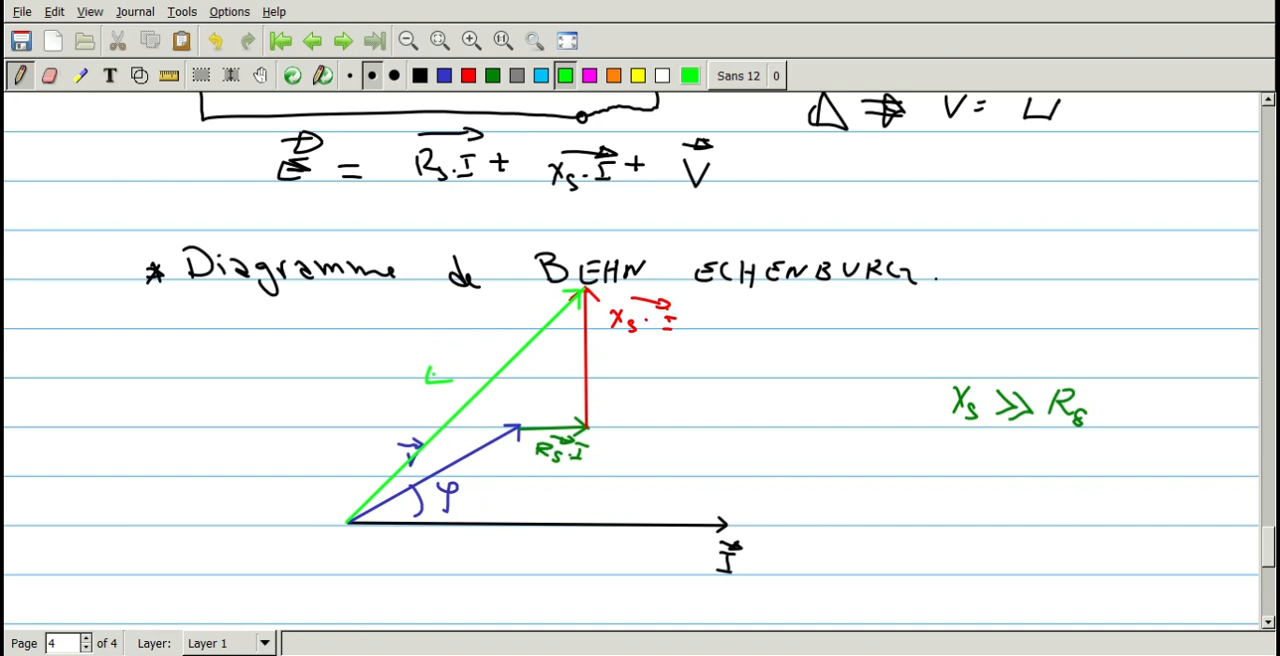 File Edit View Journal Tools Options Help
Sans 12 0
Δ ⇒ V = U
E = Rs.I + Xs.I + V
* Diagramme de BEHN ECHENBURG.
Xs. I
E
Xs >> Rs
V
Rs.I
φ
I
Page 4 of 4 Layer: Layer 1